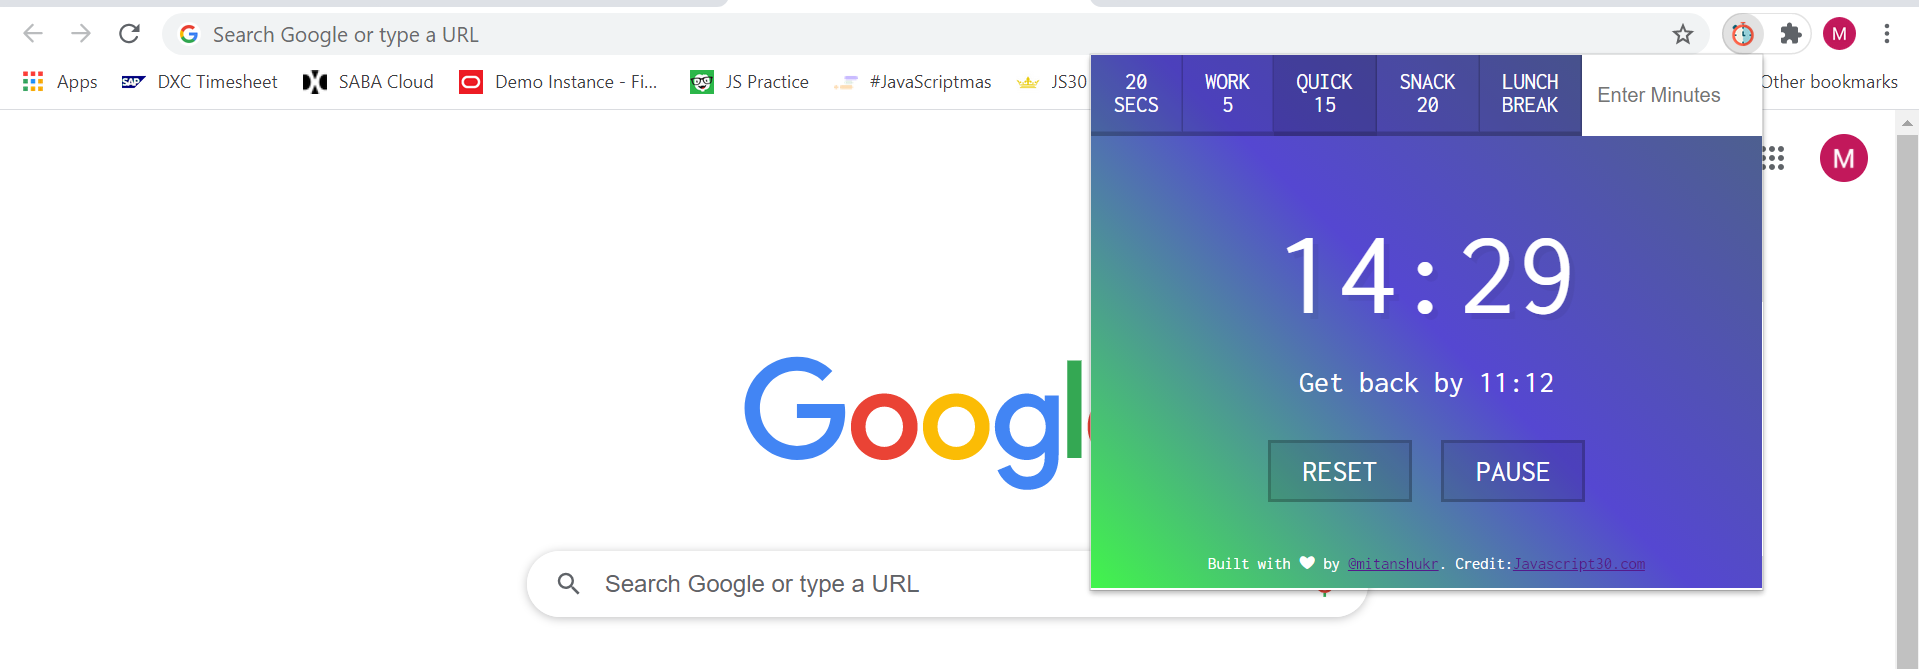 Search Google or type a URL
M
Apps
SAP
DXC Timesheet
SABA Cloud
Demo Instance - Fi...
JS Practice
#JavaScriptmas
JS30
Other bookmarks
20 SECS
WORK 5
QUICK 15
SNACK 20
LUNCH BREAK
Enter Minutes
M
14:29
Get back by 11:12
RESET
PAUSE
Built with ♥ by @mitanshukr. Credit:Javascript30.com
Googl
Search Google or type a URL